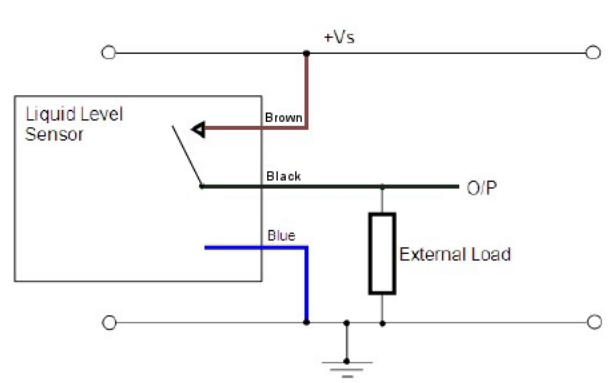 +Vs
Liquid Level
Sensor
Brown
Black
O/P
Blue
External Load